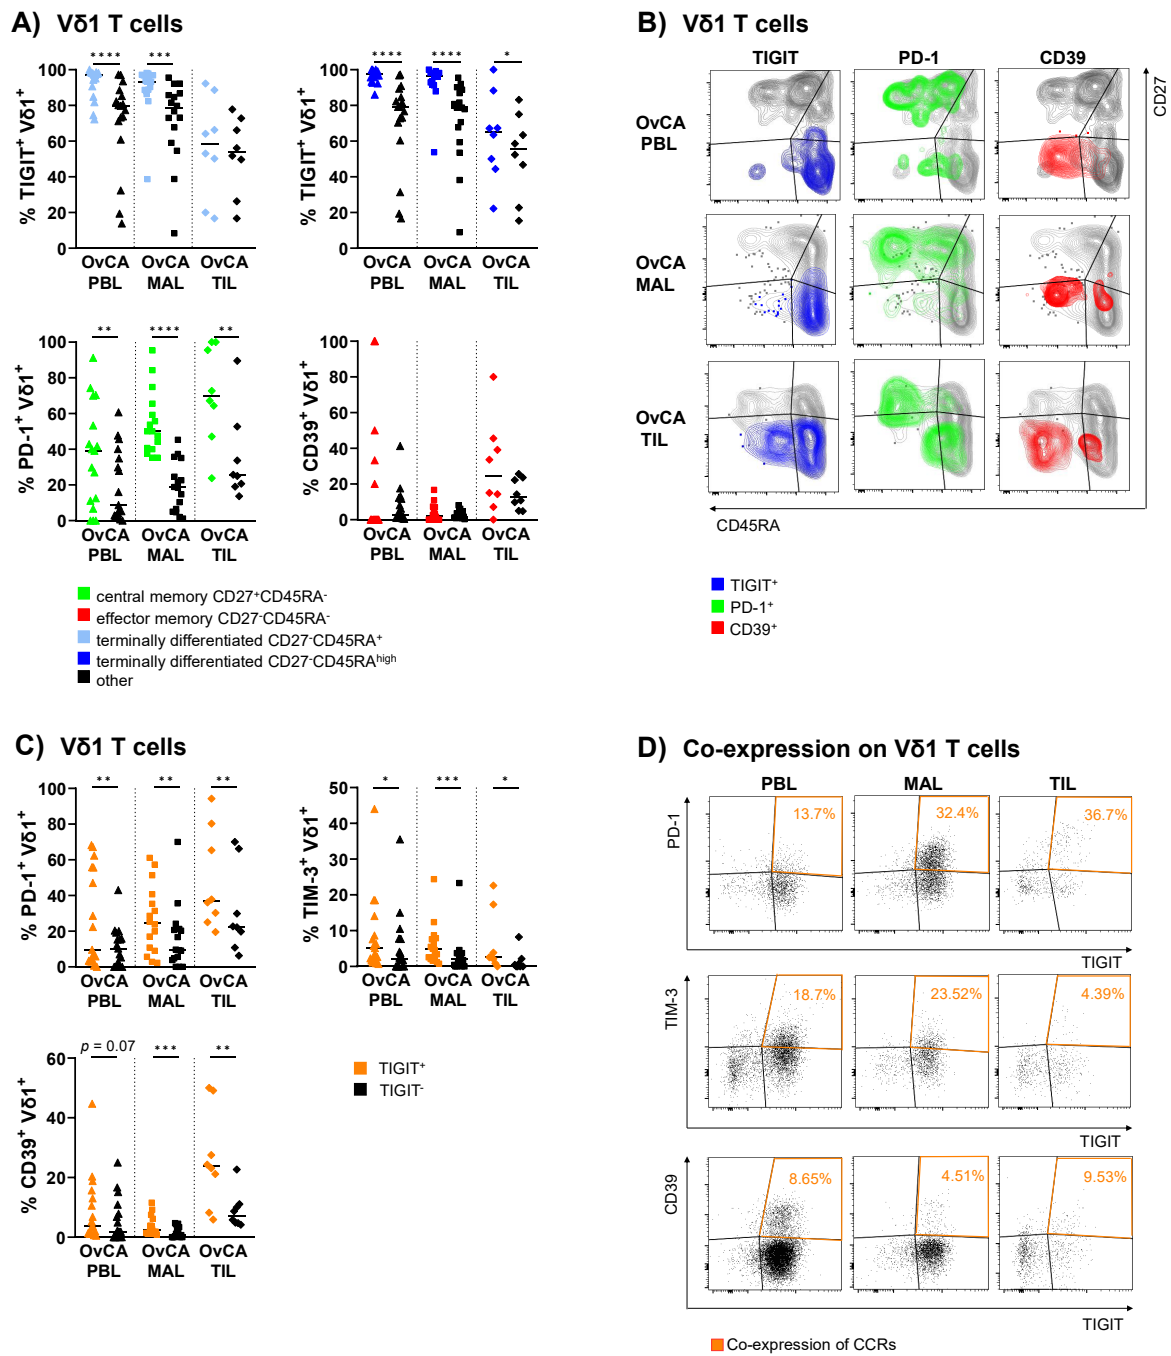 A) Vδ1 T cells
**** *** *
% TIGIT+ Vδ1+
100
80
60
40
20
0
OvCA OvCA OvCA
PBL MAL TIL
**** **** *
% TIGIT+ Vδ1+
100
80
60
40
20
0
OvCA OvCA OvCA
PBL MAL TIL
** **** **
% PD-1+ Vδ1+
100
80
60
40
20
0
OvCA OvCA OvCA
PBL MAL TIL
% CD39+ Vδ1+
100
80
60
40
20
0
OvCA OvCA OvCA
PBL MAL TIL
central memory CD27+CD45RA-
effector memory CD27-CD45RA-
terminally differentiated CD27-CD45RA+
terminally differentiated CD27-CD45RAhigh
other
B) Vδ1 T cells
TIGIT PD-1 CD39
CD27
OvCA
PBL
OvCA
MAL
OvCA
TIL
CD45RA
TIGIT+
PD-1+
CD39+
C) Vδ1 T cells
** ** **
% PD-1+ Vδ1+
100
80
60
40
20
0
OvCA OvCA OvCA
PBL MAL TIL
* *** *
% TIM-3+ Vδ1+
50
40
30
20
10
0
OvCA OvCA OvCA
PBL MAL TIL
p = 0.07 *** **
% CD39+ Vδ1+
60
40
20
0
OvCA OvCA OvCA
PBL MAL TIL
TIGIT+
TIGIT-
D) Co-expression on Vδ1 T cells
PBL MAL TIL
PD-1
13.7% 32.4% 36.7%
TIGIT
TIM-3
18.7% 23.52% 4.39%
TIGIT
CD39
8.65% 4.51% 9.53%
TIGIT
Co-expression of CCRs